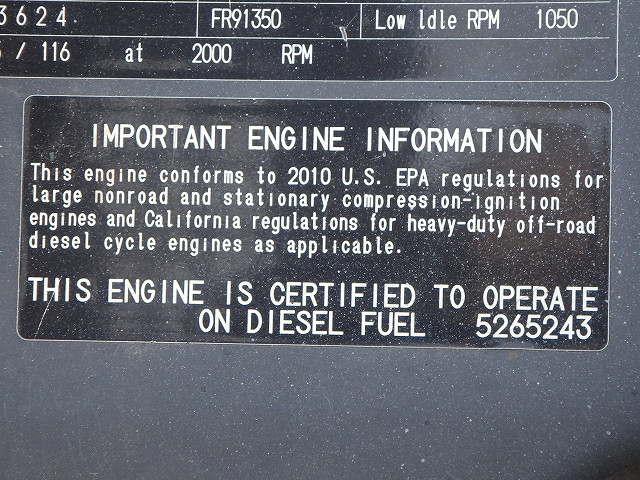 3624 FR91350 Low Idle RPM 1050
/ 116 at 2000 RPM
IMPORTANT ENGINE INFORMATION
This engine conforms to 2010 U.S. EPA regulations for
large nonroad and stationary compression-ignition
engines and California regulations for heavy-duty off-road
diesel cycle engines as applicable.
THIS ENGINE IS CERTIFIED TO OPERATE
ON DIESEL FUEL 5265243